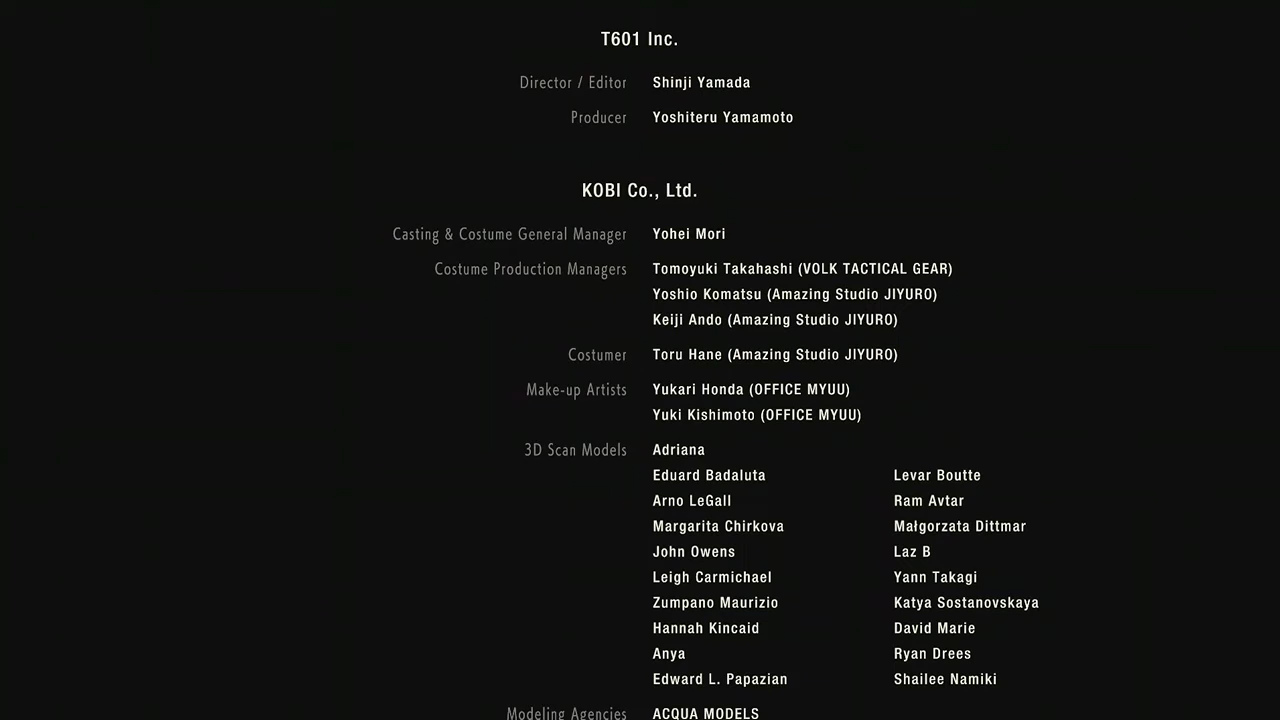 T601 Inc.
Director / Editor Shinji Yamada
Producer Yoshiteru Yamamoto
KOBI Co., Ltd.
Casting & Costume General Manager Yohei Mori
Costume Production Managers Tomoyuki Takahashi (VOLK TACTICAL GEAR)
Yoshio Komatsu (Amazing Studio JIYURO)
Keiji Ando (Amazing Studio JIYURO)
Costumer Toru Hane (Amazing Studio JIYURO)
Make-up Artists Yukari Honda (OFFICE MYUU)
Yuki Kishimoto (OFFICE MYUU)
3D Scan Models Adriana
Eduard Badaluta Levar Boutte
Arno LeGall Ram Avtar
Margarita Chirkova Małgorzata Dittmar
John Owens Laz B
Leigh Carmichael Yann Takagi
Zumpano Maurizio Katya Sostanovskaya
Hannah Kincaid David Marie
Anya Ryan Drees
Edward L. Papazian Shailee Namiki
Modeling Agencies ACQUA MODELS